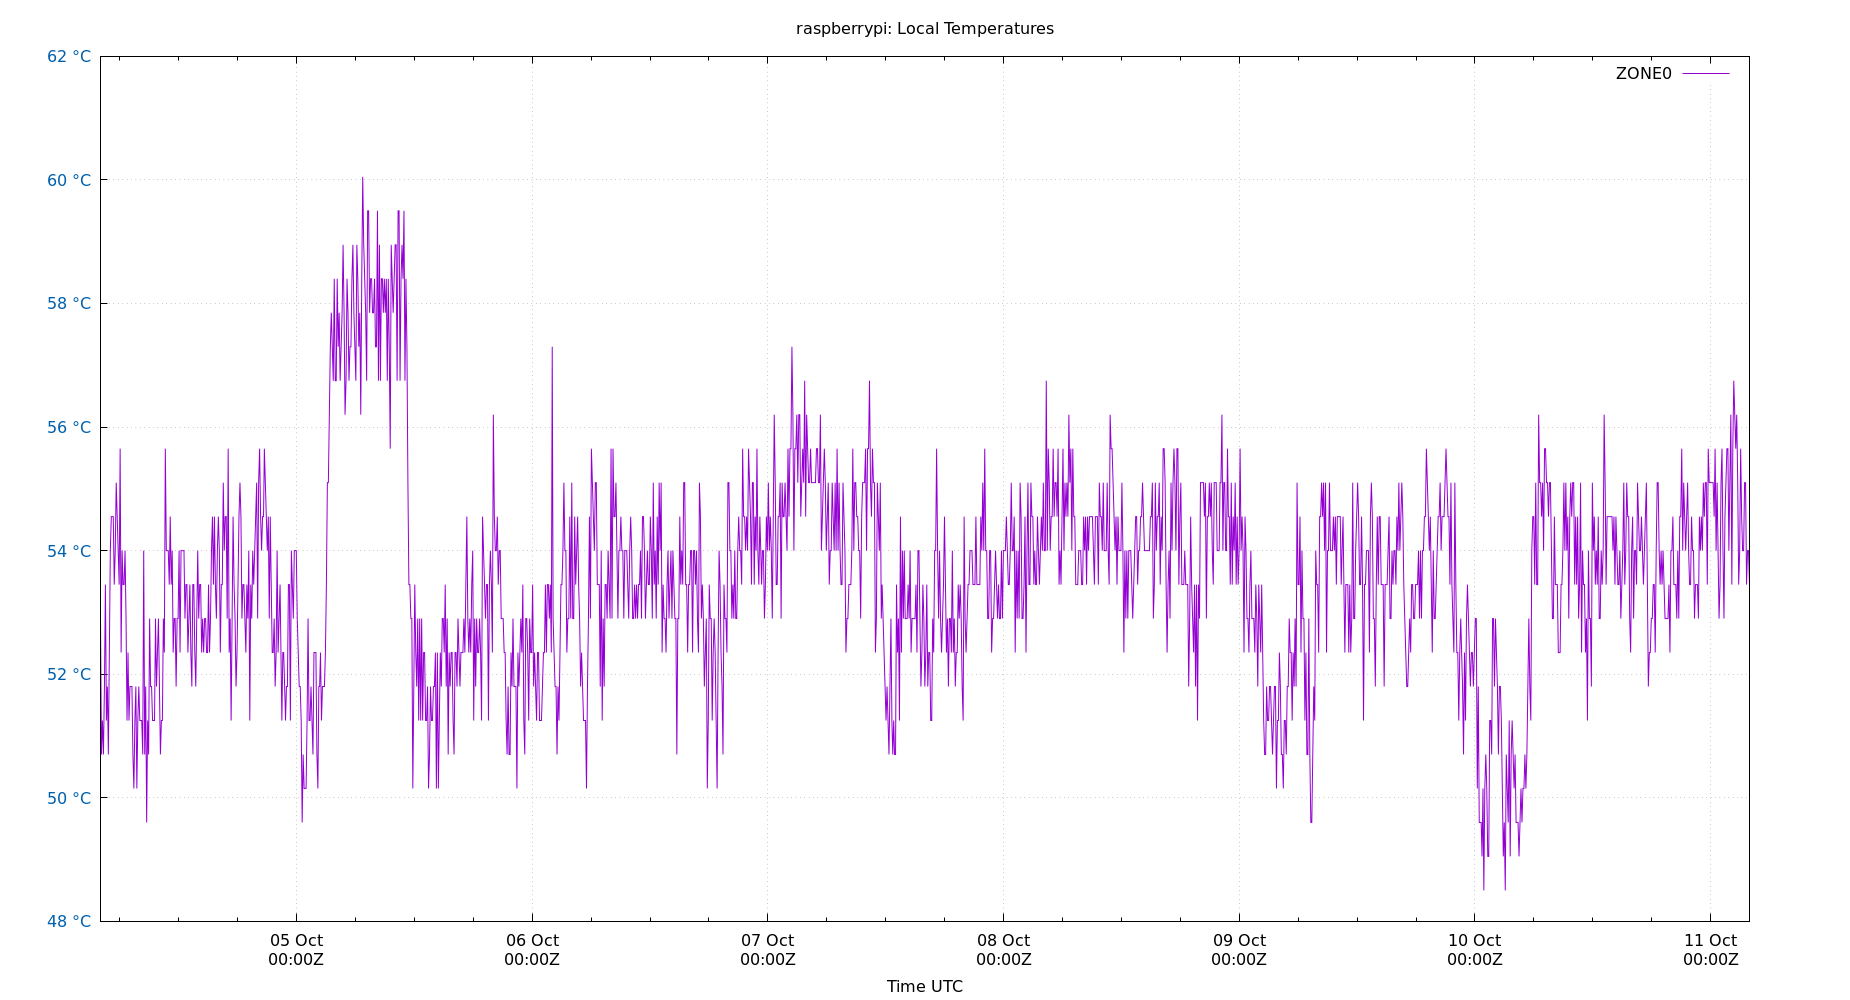 raspberrypi: Local Temperatures
62 °C
ZONE0
60 °C
58 °C
56 °C
54 °C
52 °C
50 °C
48 °C
05 Oct 06 Oct 07 Oct 08 Oct 09 Oct 10 Oct 11 Oct
00:00Z 00:00Z 00:00Z 00:00Z 00:00Z 00:00Z 00:00Z
Time UTC